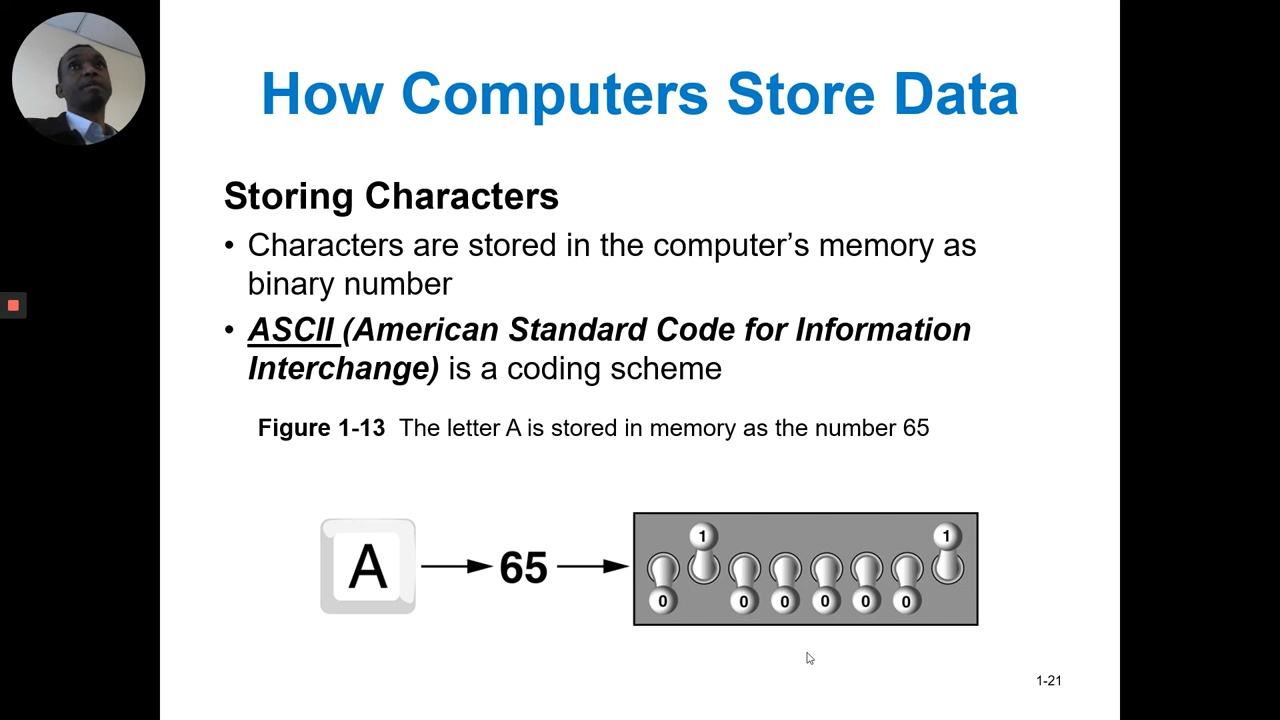 How Computers Store Data
Storing Characters
• Characters are stored in the computer’s memory as
binary number
• ASCII (American Standard Code for Information
Interchange) is a coding scheme
Figure 1-13 The letter A is stored in memory as the number 65
A 65 0 1 0 0 0 0 0 1
1-21